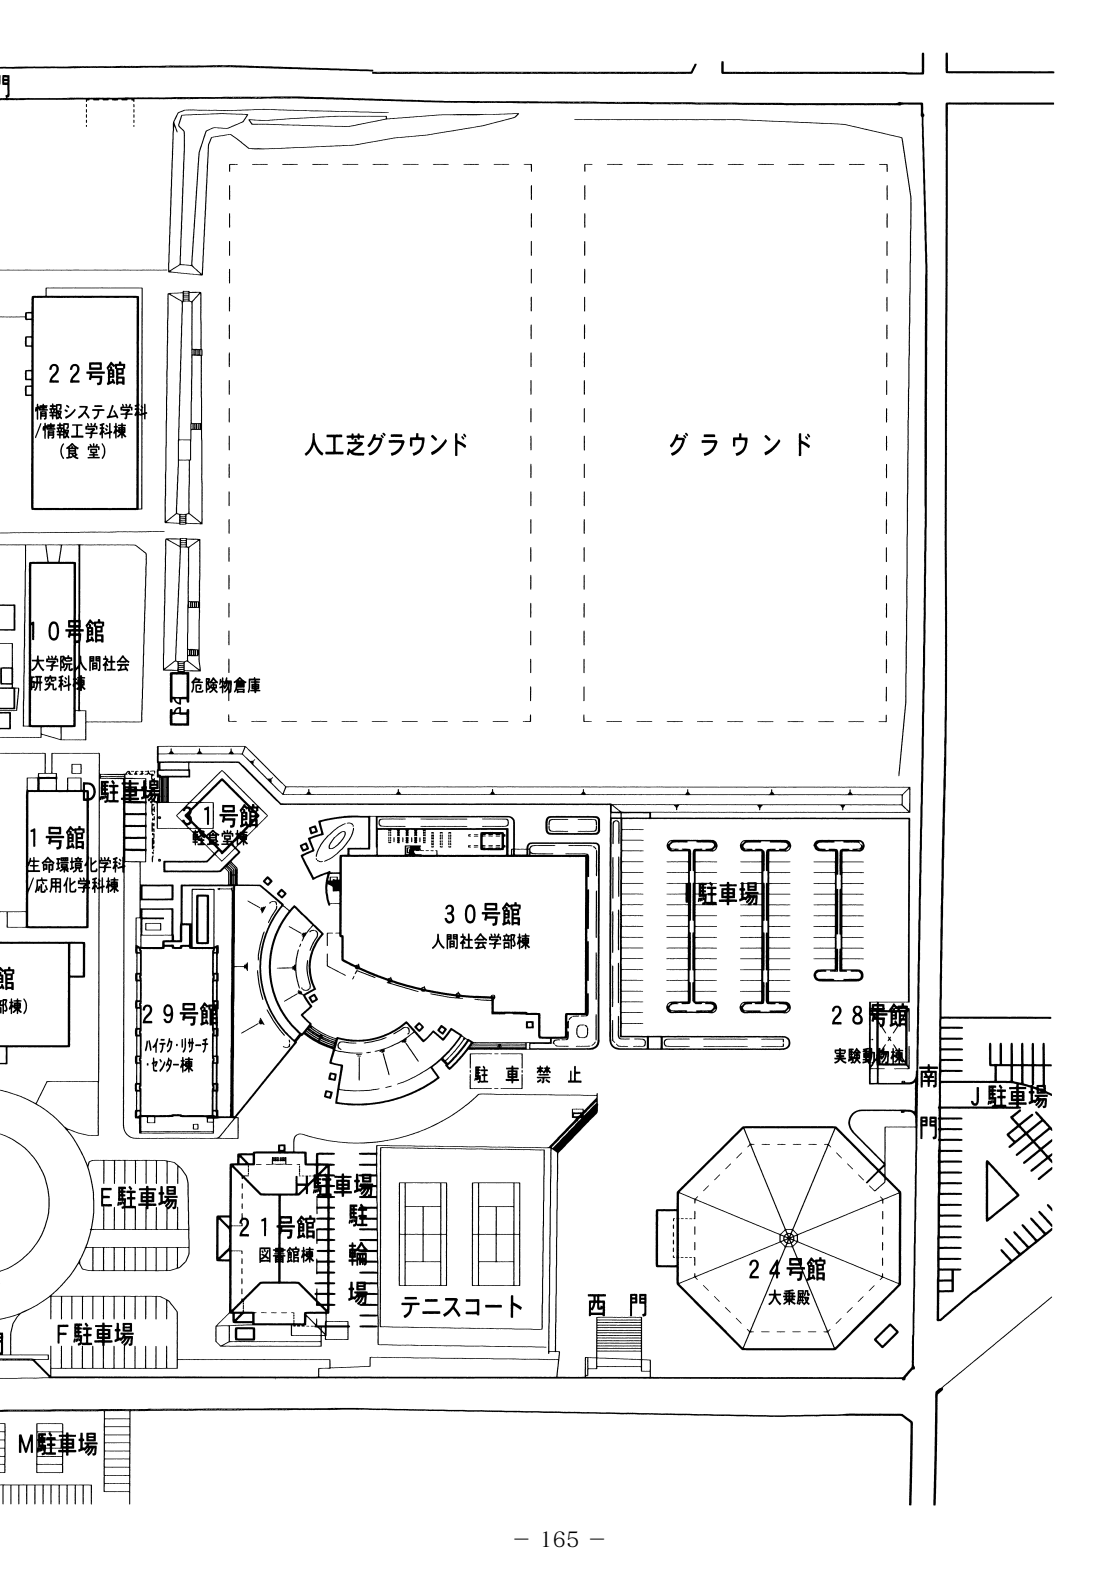 門
２２号館
情報システム学科
/情報工学科棟
(食 堂)
人工芝グラウンド
グ ラ ウ ン ド
１０号館
大学院人間社会
研究科棟
危険物倉庫
Ｄ駐車場
３１号館
軽食堂棟
1号館
生命環境化学科
/応用化学科棟
Ｉ駐車場
３０号館
人間社会学部棟
館
部棟)
２９号館
ハイテク・リサーチ
・センター棟
２８号館
実験動物棟
駐 車 禁 止
南
門
Ｊ駐車場
Ｅ駐車場
Ｈ駐車場
駐
輪
場
２１号館
図書館棟
２４号館
大乗殿
テニスコート
西 門
Ｆ駐車場
門
Ｍ駐車場
− 165 −